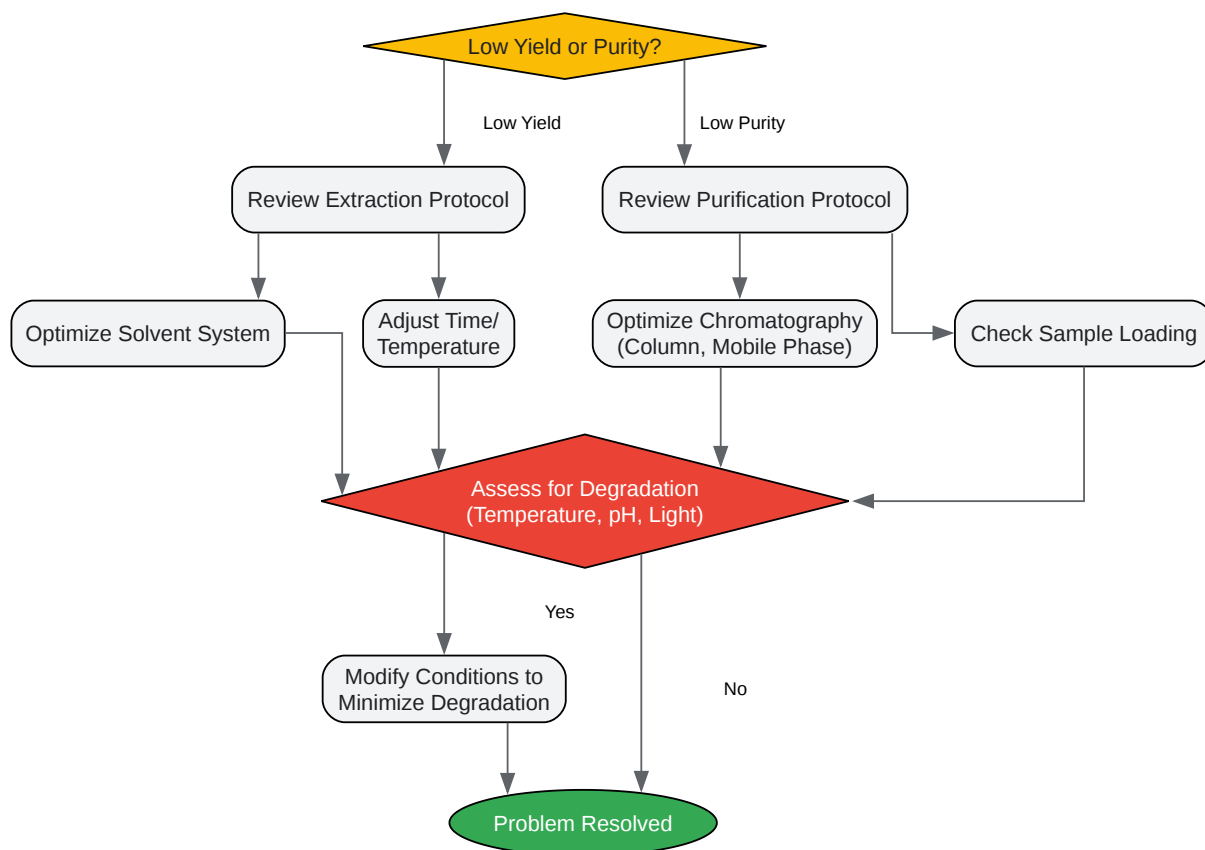 Low Yield or Purity?
Low Yield
Low Purity
Review Extraction Protocol
Review Purification Protocol
Optimize Solvent System
Adjust Time/
Temperature
Optimize Chromatography
(Column, Mobile Phase)
Check Sample Loading
Assess for Degradation
(Temperature, pH, Light)
Yes
Modify Conditions to
Minimize Degradation
No
Problem Resolved